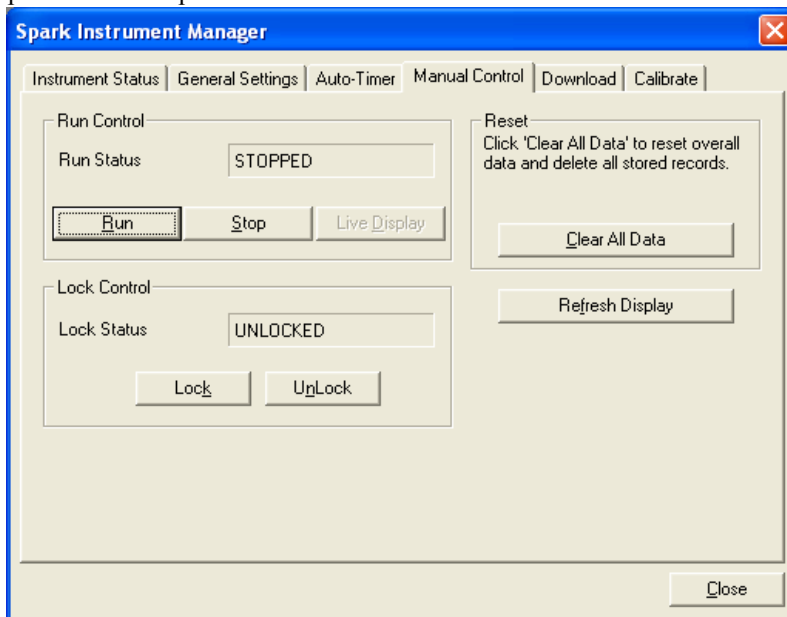 Spark Instrument Manager
Instrument Status General Settings Auto-Timer Manual Control Download Calibrate
Run Control
Run Status STOPPED
Run Stop Live Display
Lock Control
Lock Status UNLOCKED
Lock UnLock
Reset
Click 'Clear All Data' to reset overall
data and delete all stored records.
Clear All Data
Refresh Display
Close